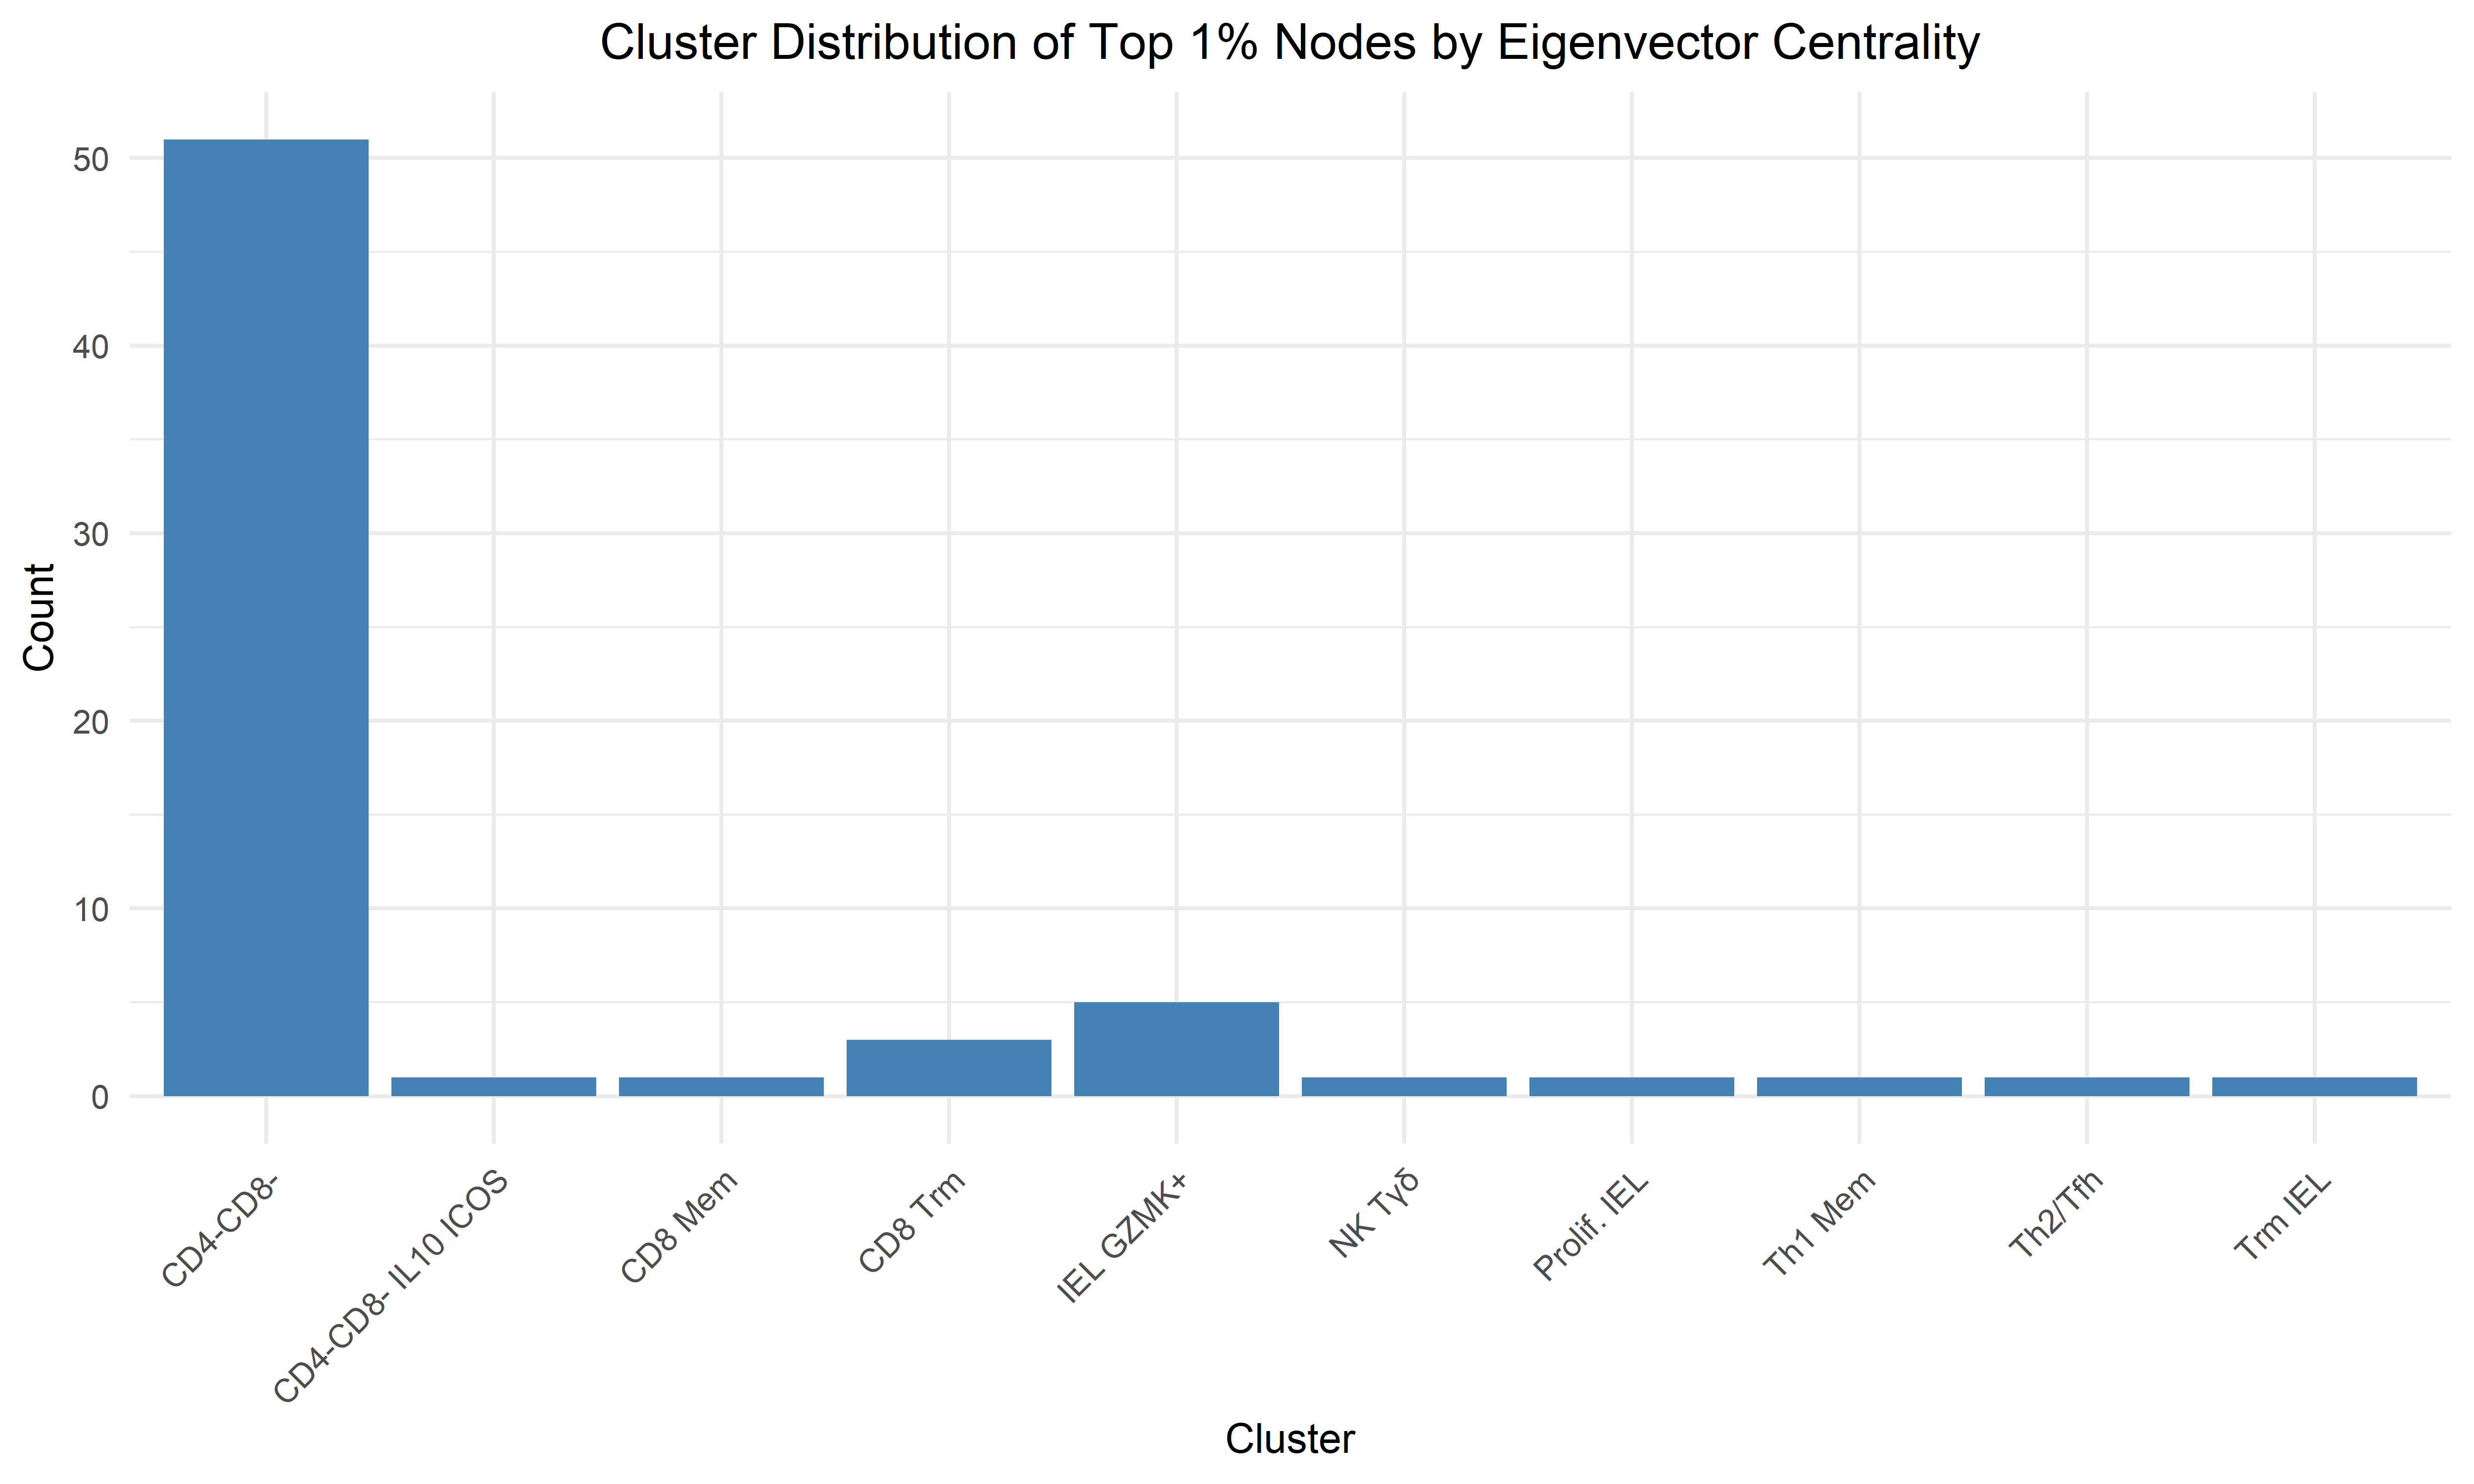 Cluster Distribution of Top 1% Nodes by Eigenvector Centrality
Count
50
40
30
20
10
0
CD4-CD8-
CD4-CD8- IL10 ICOS
CD8 Mem
CD8 Trm
IEL GZMK+
NK Tγδ
Prolif. IEL
Th1 Mem
Th2/Tfh
Trm IEL
Cluster